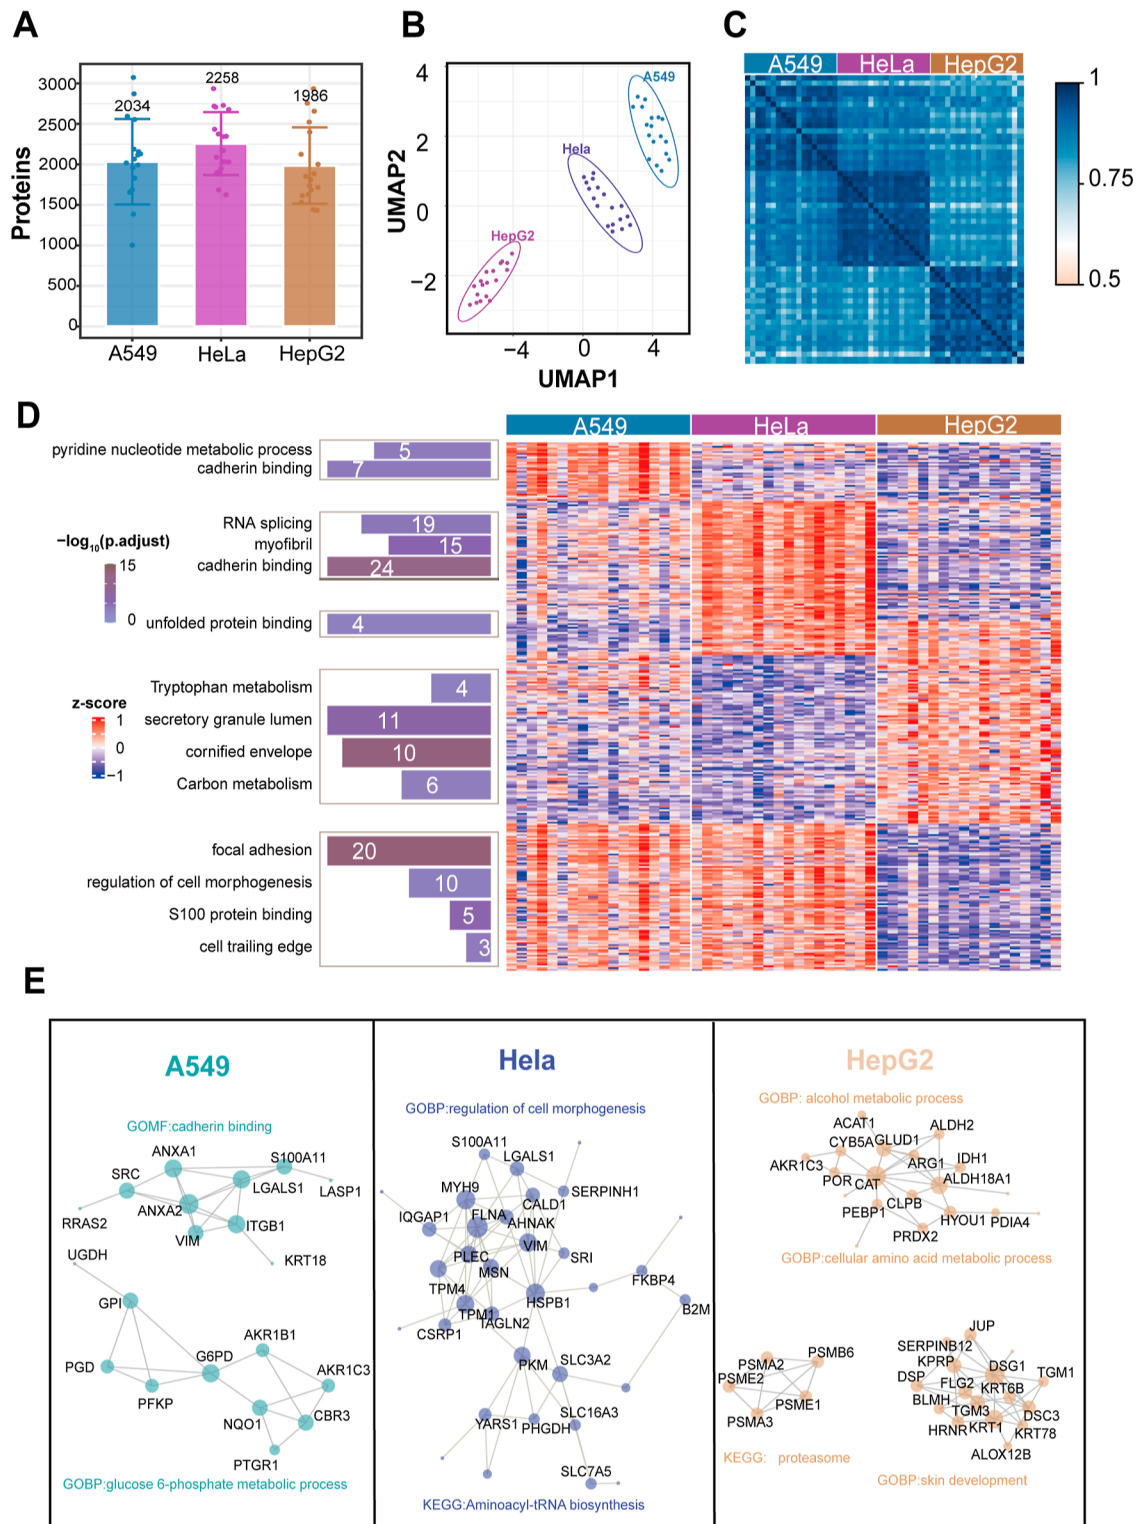 A
B
C
3000
2500
2000
1500
1000
500
0
Proteins
2034
2258
1986
A549
HeLa
HepG2
4
2
0
−2
UMAP2
A549
Hela
HepG2
−4
0
4
UMAP1
A549
HeLa
HepG2
1
0.75
0.5
D
A549
HeLa
HepG2
pyridine nucleotide metabolic process
5
cadherin binding
7
RNA splicing
19
myofibril
15
cadherin binding
24
unfolded protein binding
4
Tryptophan metabolism
4
secretory granule lumen
11
cornified envelope
10
Carbon metabolism
6
focal adhesion
20
regulation of cell morphogenesis
10
S100 protein binding
5
cell trailing edge
3
−log10(p.adjust)
15
0
z-score
1
0
−1
E
A549
GOMF:cadherin binding
ANXA1
S100A11
SRC
LGALS1
LASP1
ANXA2
RRAS2
ITGB1
VIM
KRT18
UGDH
GPI
AKR1B1
G6PD
AKR1C3
PGD
PFKP
NQO1
CBR3
PTGR1
GOBP:glucose 6-phosphate metabolic process
Hela
GOBP:regulation of cell morphogenesis
S100A11
LGALS1
MYH9
SERPINH1
CALD1
IQGAP1
FLNA
AHNAK
VIM
PLEC
SRI
MSN
FKBP4
TPM4
HSPB1
B2M
TPM1
TAGLN2
CSRP1
PKM
SLC3A2
SLC16A3
YARS1
PHGDH
SLC7A5
KEGG:Aminoacyl-tRNA biosynthesis
HepG2
GOBP: alcohol metabolic process
ACAT1
ALDH2
CYB5A
GLUD1
AKR1C3
ARG1
IDH1
POR
CAT
ALDH18A1
CLPB
PEBP1
HYOU1
PDIA4
PRDX2
GOBP:cellular amino acid metabolic process
PSMB6
PSMA2
PSME2
PSME1
PSMA3
KEGG: proteasome
JUP
SERPINB12
KPRP
DSG1
TGM1
DSP
FLG2
KRT6B
BLMH
TGM3
DSC3
HRNR
KRT1
KRT78
ALOX12B
GOBP:skin development